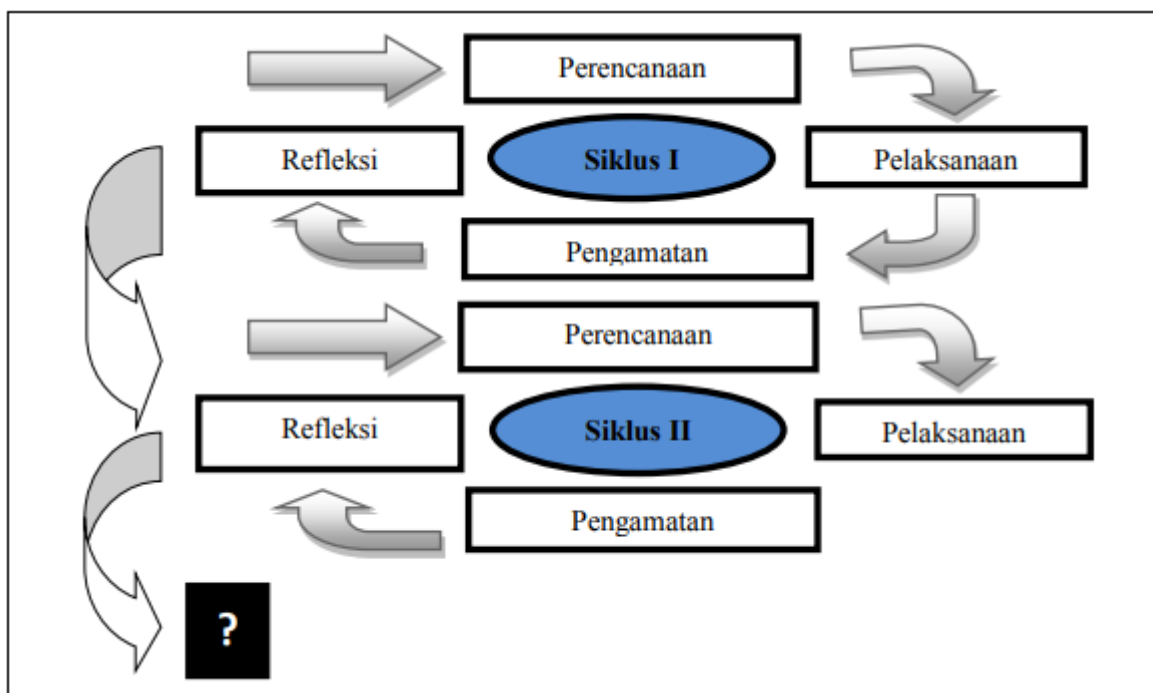 Perencanaan
Refleksi
Siklus I
Pelaksanaan
Pengamatan
Perencanaan
Refleksi
Siklus II
Pelaksanaan
Pengamatan
?